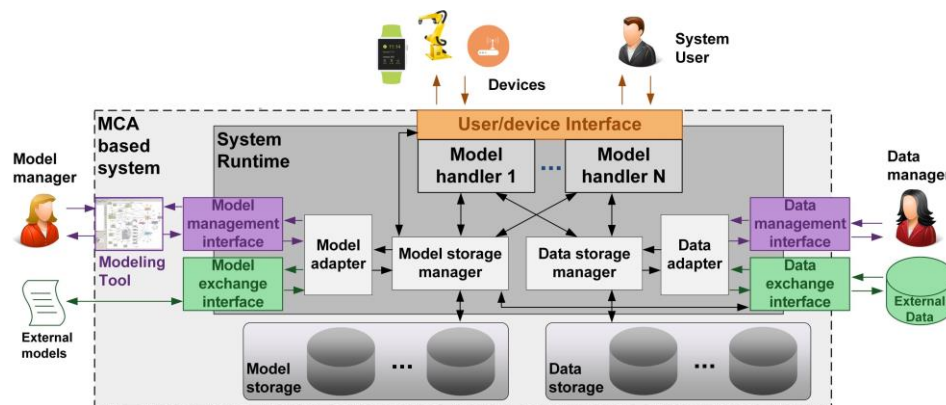 Devices
System
User
MCA
based
system
System
Runtime
User/device Interface
Model
handler 1
...
Model
handler N
Model
manager
Modeling
Tool
Model
management
interface
Model
exchange
interface
Model
adapter
Model storage
manager
Data storage
manager
Data
adapter
Data
management
interface
Data
exchange
interface
Data
manager
External
Data
External
models
Model
storage
...
Data
storage
...